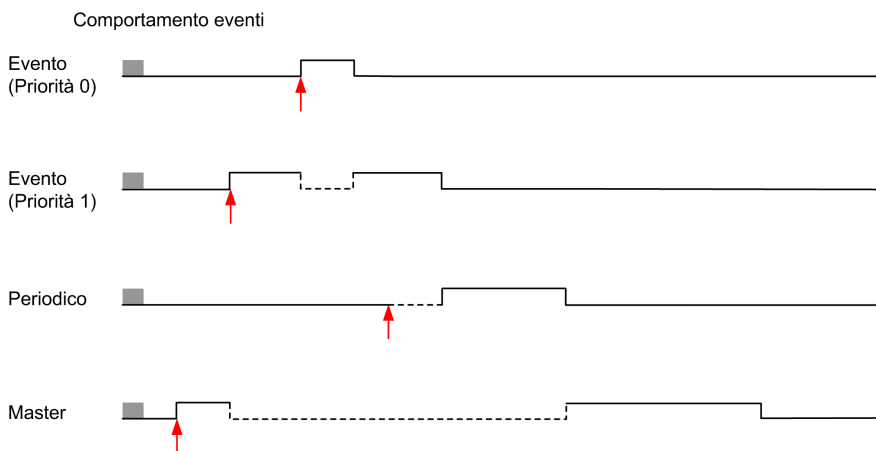 Comportamento eventi
Evento
(Priorità 0)
Evento
(Priorità 1)
Periodico
Master